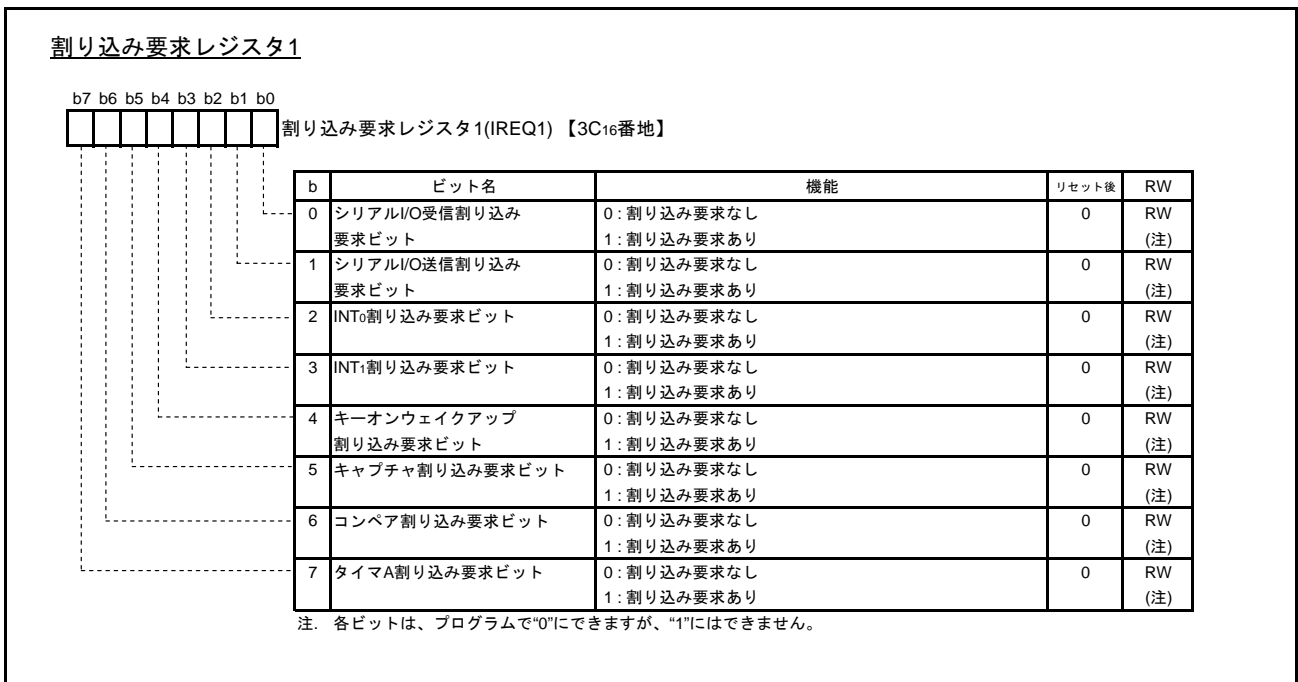 割り込み要求レジスタ1
b7 b6 b5 b4 b3 b2 b1 b0
割り込み要求レジスタ1(IREQ1) 【3C16番地】
b ビット名 機能 リセット後 RW
0 シリアルI/O受信割り込み 0 : 割り込み要求なし 0 RW
要求ビット 1 : 割り込み要求あり (注)
1 シリアルI/O送信割り込み 0 : 割り込み要求なし 0 RW
要求ビット 1 : 割り込み要求あり (注)
2 INT0割り込み要求ビット 0 : 割り込み要求なし 0 RW
1 : 割り込み要求あり (注)
3 INT1割り込み要求ビット 0 : 割り込み要求なし 0 RW
1 : 割り込み要求あり (注)
4 キーオンウェイクアップ 0 : 割り込み要求なし 0 RW
割り込み要求ビット 1 : 割り込み要求あり (注)
5 キャプチャ割り込み要求ビット 0 : 割り込み要求なし 0 RW
1 : 割り込み要求あり (注)
6 コンペア割り込み要求ビット 0 : 割り込み要求なし 0 RW
1 : 割り込み要求あり (注)
7 タイマA割り込み要求ビット 0 : 割り込み要求なし 0 RW
1 : 割り込み要求あり (注)
注. 各ビットは、プログラムで“0”にできますが、“1”にはできません。